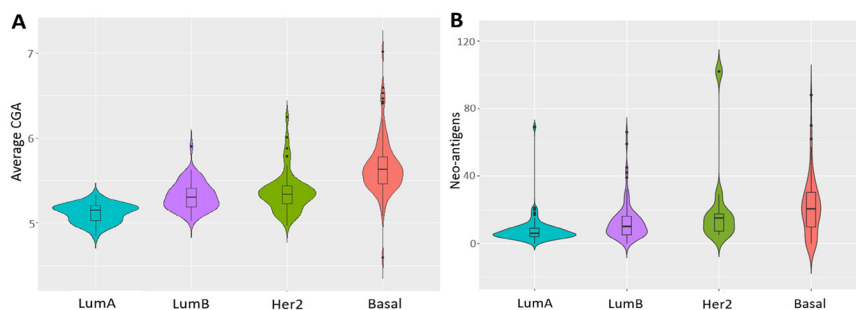 A
Average CGA
7
6
5
LumA LumB Her2 Basal
B
Neo-antigens
120
80
40
0
LumA LumB Her2 Basal